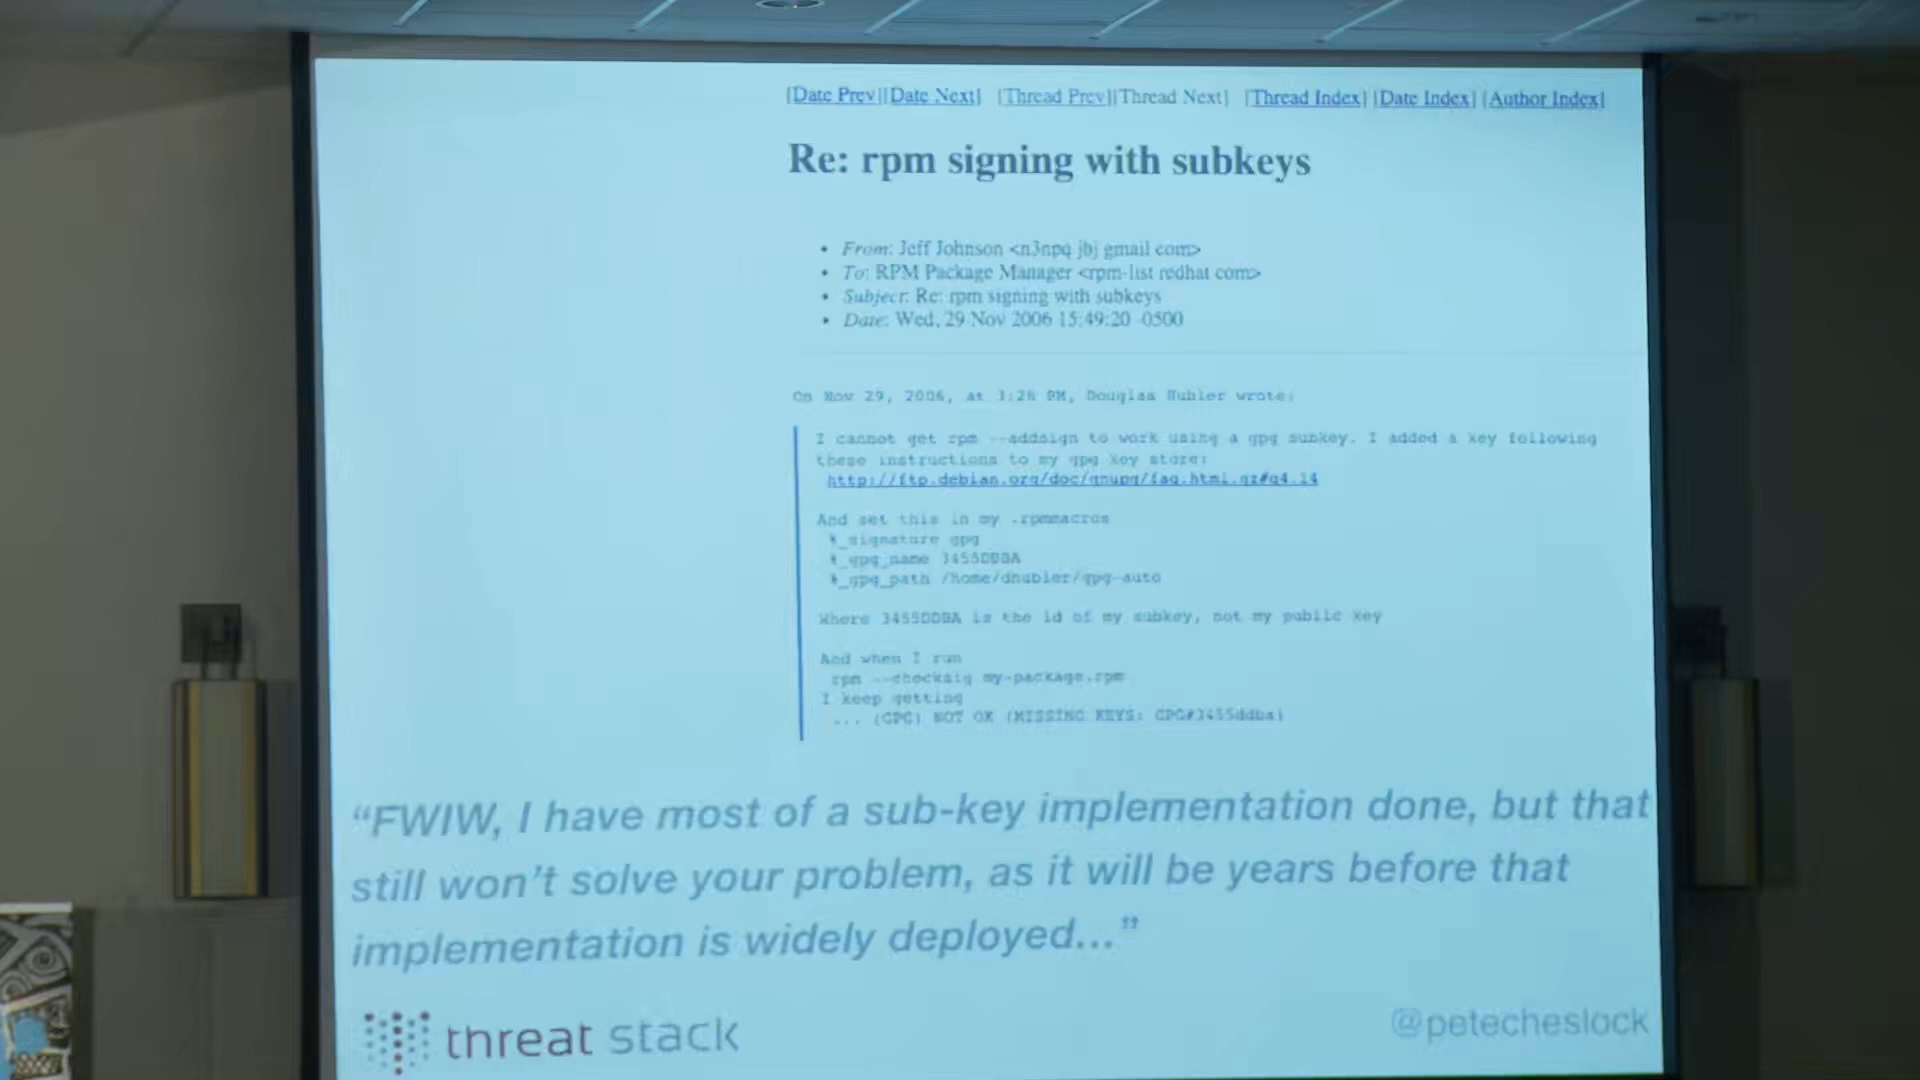 [Date Prev][Date Next] [Thread Prev][Thread Next] [Thread Index] [Date Index] [Author Index]
Re: rpm signing with subkeys
• From: Jeff Johnson <n3npq jbj gmail com>
• To: RPM Package Manager <rpm-list redhat com>
• Subject: Re: rpm signing with subkeys
• Date: Wed, 29 Nov 2006 15:49:20 -0500
On Nov 29, 2006, at 3:26 PM, Douglas Hubler wrote:
I cannot get rpm --addsign to work using a gpg subkey. I added a key following
these instructions to my gpg key store:
http://ftp.debian.org/doc/gnupg/faq.html.gz#q4.14
And set this in my .rpmmacros
%_signature gpg
%_gpg_name 3455DDBA
%_gpg_path /home/dhubler/gpg-auto
Where 3455DDBA is the id of my subkey, not my public key
And when I run
rpm --checksig my-package.rpm
I keep getting
... (GPG) NOT OK (MISSING KEYS: GPG#3455ddba)
“FWIW, I have most of a sub-key implementation done, but that
still won’t solve your problem, as it will be years before that
implementation is widely deployed...”
threat stack
@petecheslock